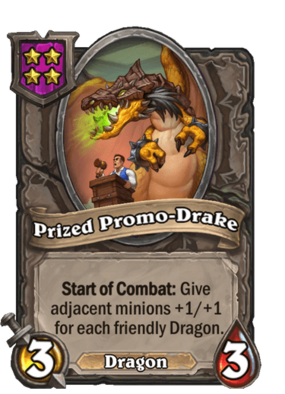 Prized Promo-Drake
Start of Combat: Give
adjacent minions +1/+1
for each friendly Dragon.
3
Dragon
3